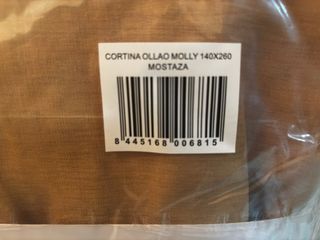 CORTINA OLLAO MOLLY 140X260
MOSTAZA
8 445168 006815